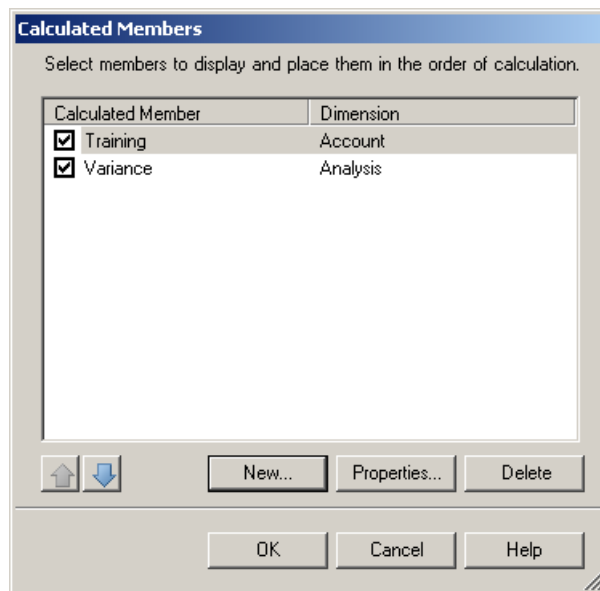 Calculated Members
Select members to display and place them in the order of calculation.
Calculated Member Dimension
Training Account
Variance Analysis
New... Properties... Delete
OK Cancel Help